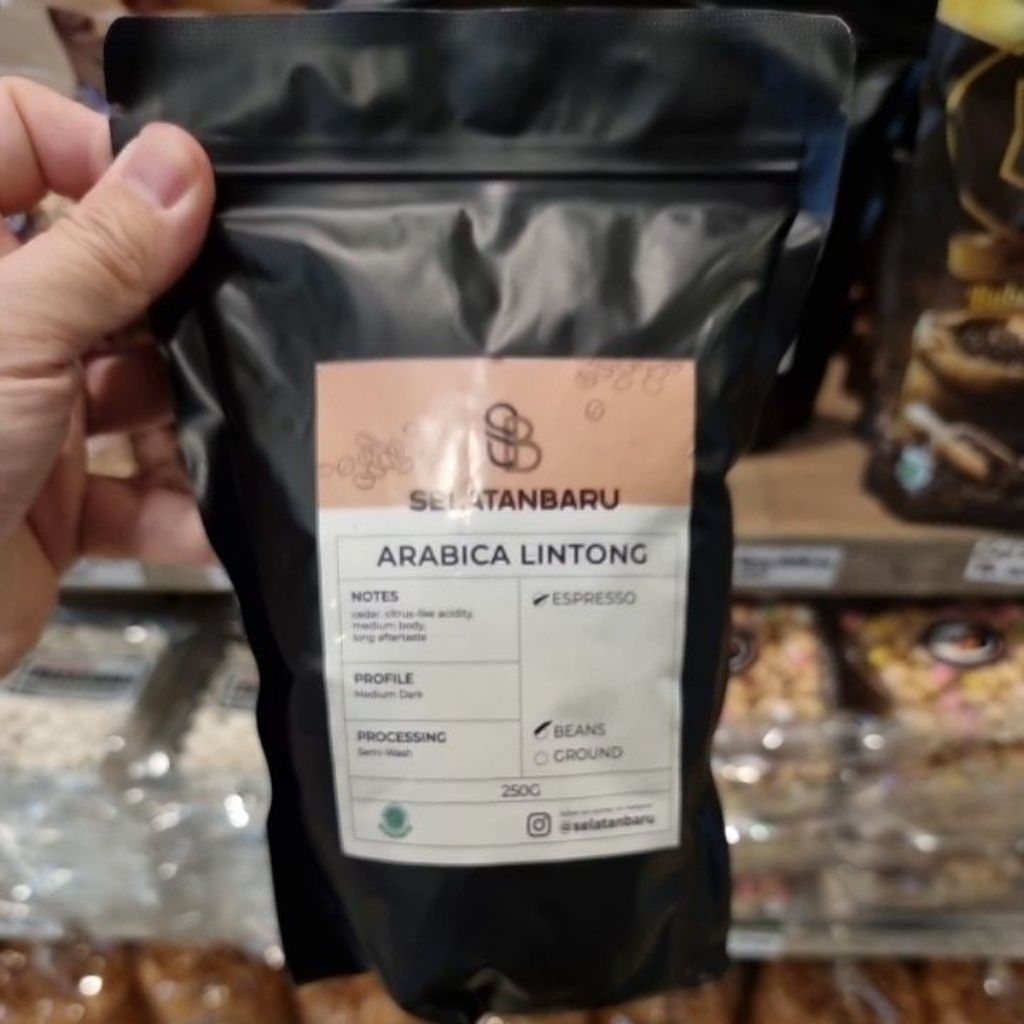 SB
SELATANBARU
ARABICA LINTONG
NOTES
cedar, citrus-like acidity,
medium body,
long aftertaste
PROFILE
Medium Dark
PROCESSING
Semi-Wash
ESPRESSO
BEANS
GROUND
250G
@selatanbaru